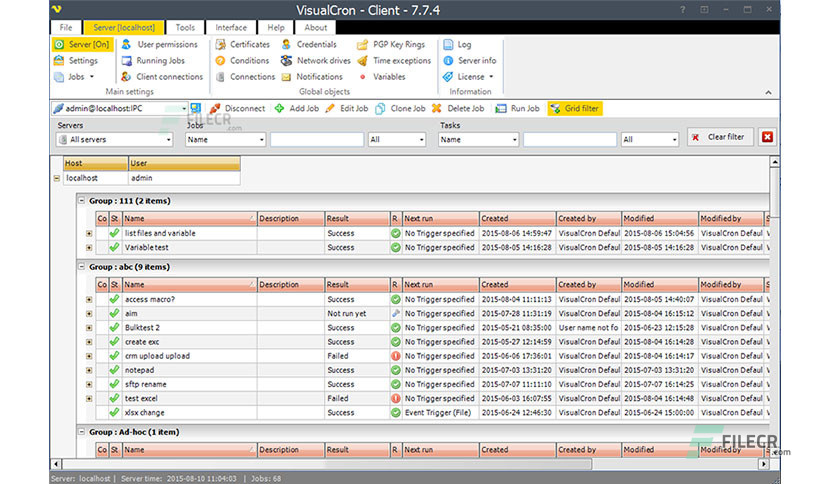 VisualCron - Client - 7.7.4
File Server [localhost] Tools Interface Help About
Server [On] User permissions Certificates Credentials PGP Key Rings Log
Settings Running Jobs Conditions Network drives Time exceptions Server info
Jobs Client connections Connections Notifications Variables License
Main settings Global objects Information
admin@localhost:IPC Disconnect Add Job Edit Job Clone Job Delete Job Run Job Grid filter
FILECR .com
Servers Jobs Tasks
All servers Name All Name All Clear filter
Host User
localhost admin
Group : 111 (2 items)
Co St Name Description Result R Next run Created Created by Modified Modified by S
list files and variable Success No Trigger specified 2015-08-06 14:59:47 VisualCron Defaul 2015-08-06 15:04:56 VisualCron Defaul
Variable test Success No Trigger specified 2015-08-05 14:16:28 VisualCron Defaul 2015-08-05 14:16:28 VisualCron Defaul
Group : abc (9 items)
Co St Name Description Result R Next run Created Created by Modified Modified by S
access macro? Success No Trigger specified 2015-08-04 11:11:13 VisualCron Defaul 2015-08-05 14:40:07 VisualCron Defaul
aim Not run yet No Trigger specified 2015-07-28 11:31:19 VisualCron Defaul 2015-08-04 16:15:12 VisualCron Defaul
Bulktest 2 Success No Trigger specified 2015-05-21 08:35:00 User name not fo 2015-06-23 12:15:28 VisualCron Defaul
create exc Success No Trigger specified 2015-05-27 12:14:59 VisualCron Defaul 2015-08-04 16:14:28 VisualCron Defaul
crm upload upload Failed No Trigger specified 2015-06-06 17:36:01 VisualCron Defaul 2015-08-04 16:14:17 VisualCron Defaul
notepad Success No Trigger specified 2015-07-03 13:31:20 VisualCron Defaul 2015-07-03 13:31:20 VisualCron Defaul
sftp rename Success No Trigger specified 2015-07-07 11:11:10 VisualCron Defaul 2015-07-08 16:14:25 VisualCron Defaul
test excel Failed No Trigger specified 2015-06-03 16:07:55 VisualCron Defaul 2015-08-04 16:14:48 VisualCron Defaul
xlsx change Success Event Trigger (File) 2015-06-24 12:46:30 VisualCron Defaul 2015-06-24 15:00:00 VisualCron Defaul
Group : Ad-hoc (1 item)
Co St Name Description Result R Next run Created Created by Modified Modified by
FILECR .com
Server: localhost | Server time: 2015-08-10 11:04:03 | Jobs: 68